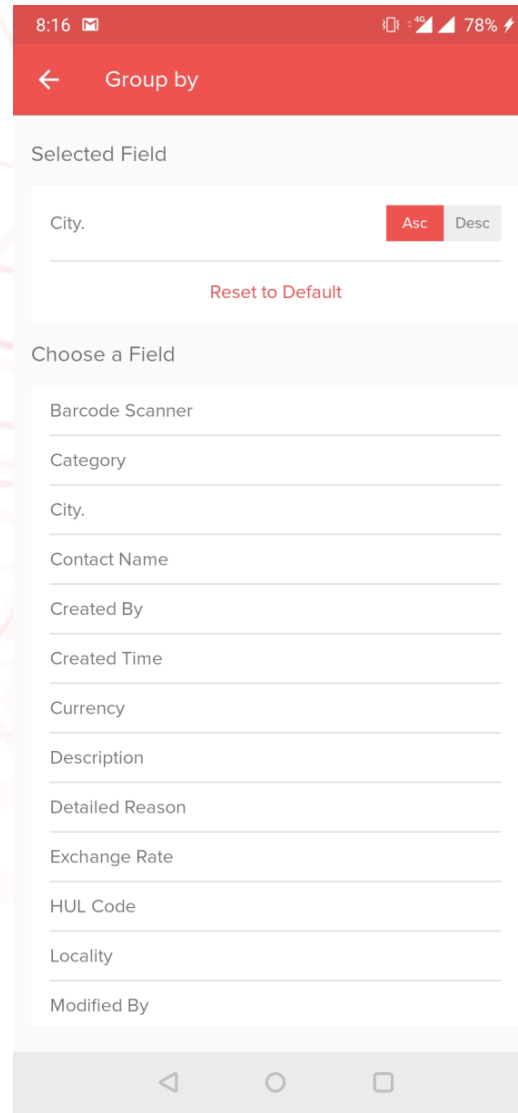 8:16 4G 78%
Group by
Selected Field
City. Asc Desc
Reset to Default
Choose a Field
Barcode Scanner
Category
City.
Contact Name
Created By
Created Time
Currency
Description
Detailed Reason
Exchange Rate
HUL Code
Locality
Modified By